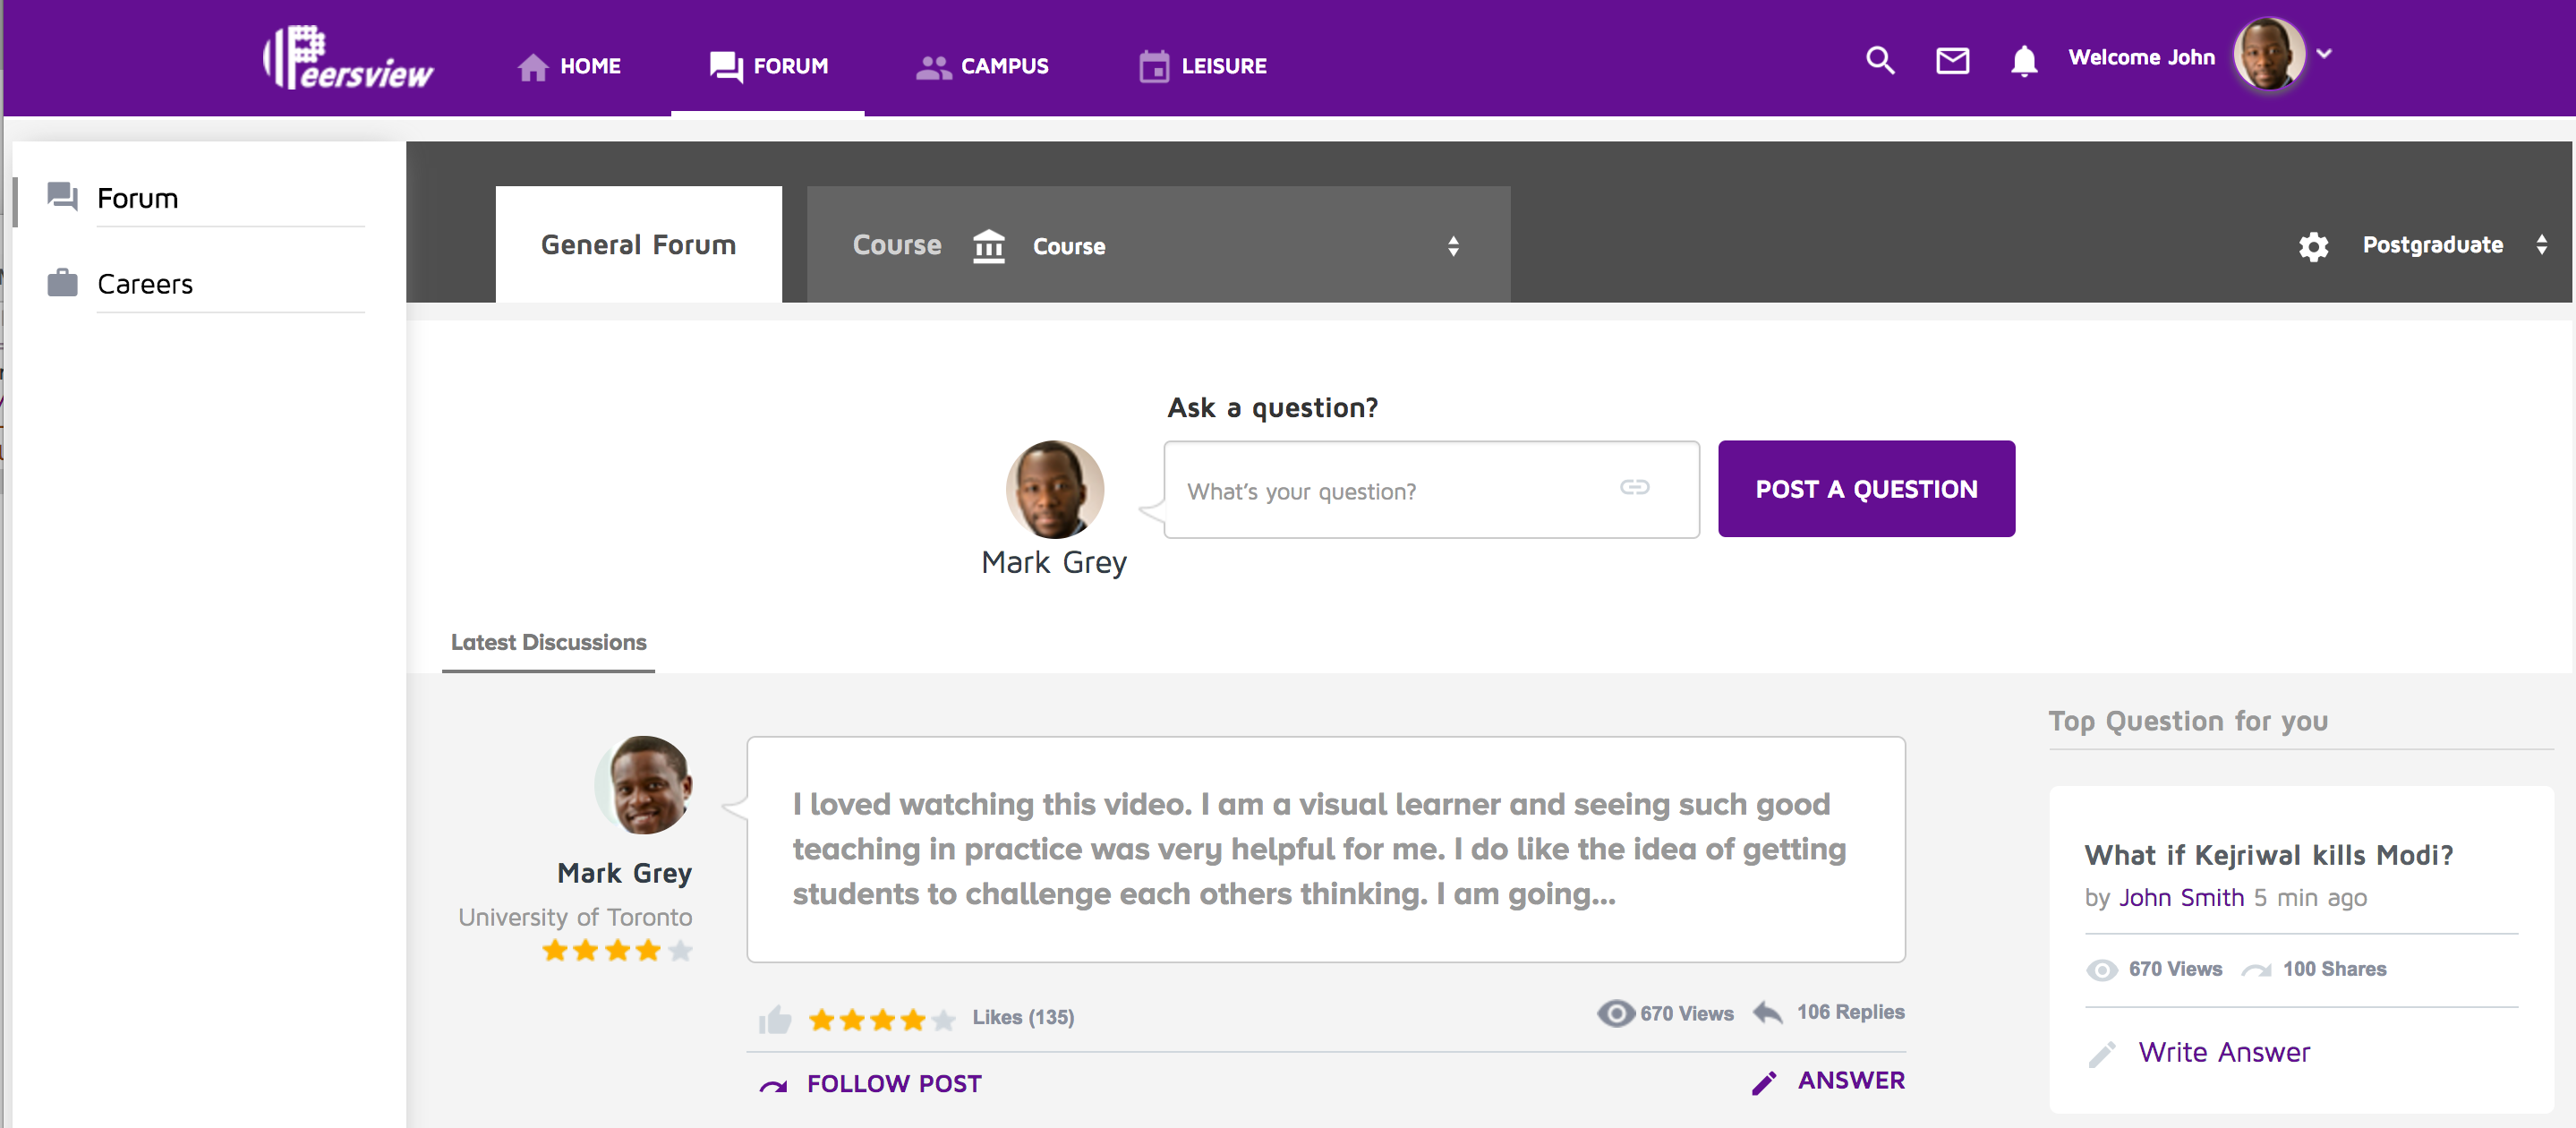 Peersview
HOME
FORUM
CAMPUS
LEISURE
Welcome John
Forum
Careers
General Forum
Course
Course
Postgraduate
Ask a question?
What's your question?
POST A QUESTION
Mark Grey
Latest Discussions
Mark Grey
University of Toronto
I loved watching this video. I am a visual learner and seeing such good
teaching in practice was very helpful for me. I do like the idea of getting
students to challenge each others thinking. I am going...
Likes (135)
670 Views
106 Replies
FOLLOW POST
ANSWER
Top Question for you
What if Kejriwal kills Modi?
by John Smith 5 min ago
670 Views
100 Shares
Write Answer